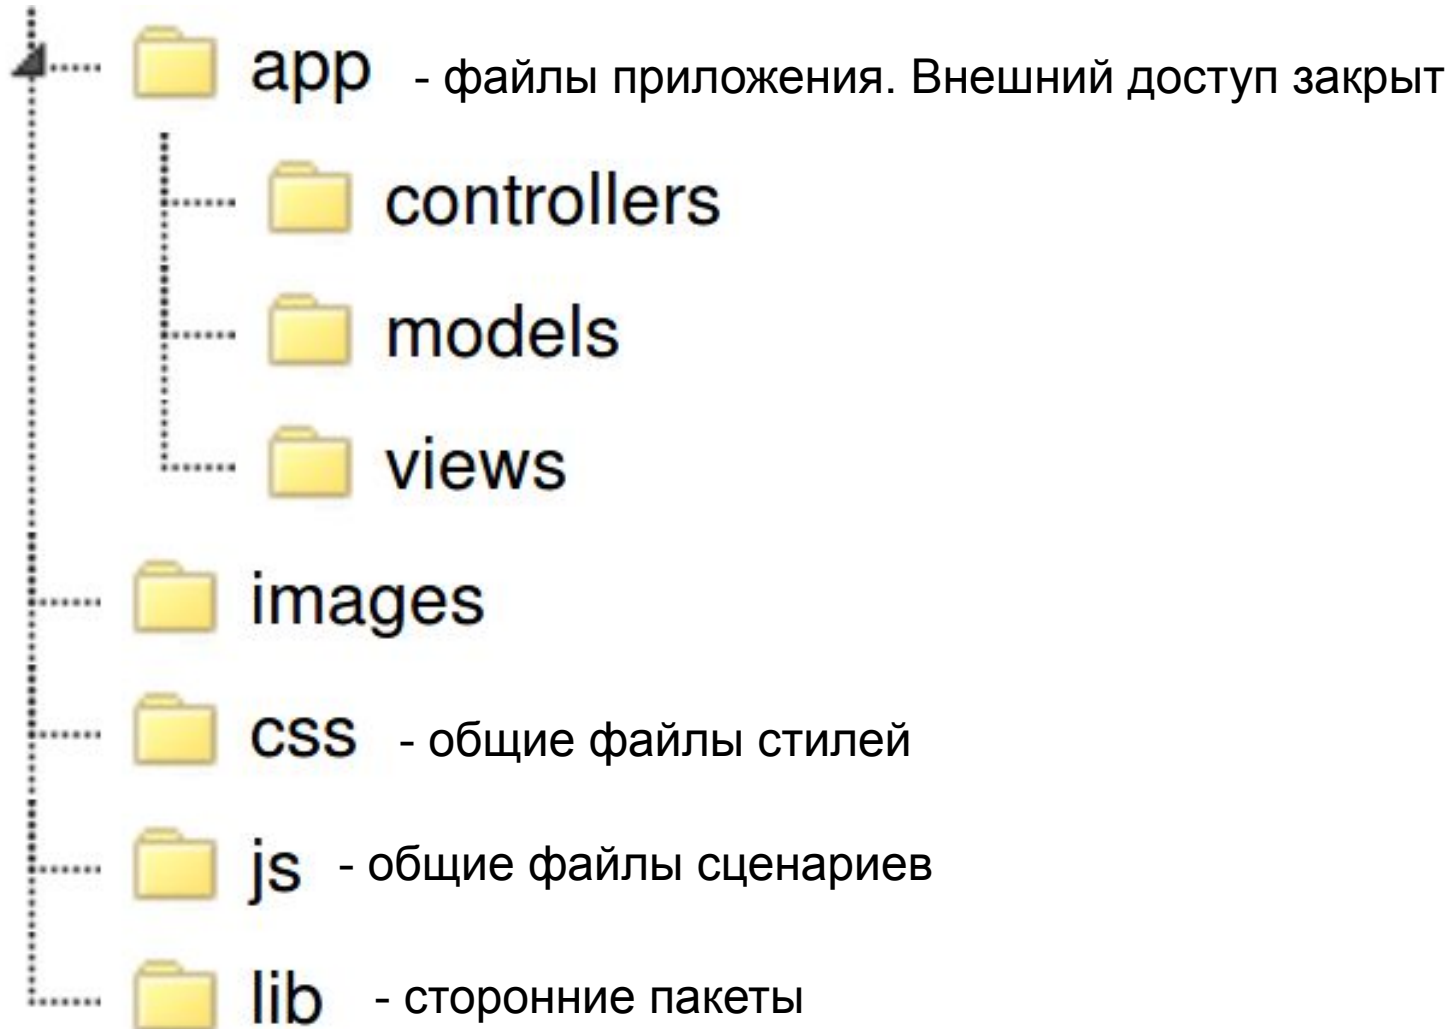 app - файлы приложения. Внешний доступ закрыт
controllers
models
views
images
css - общие файлы стилей
js - общие файлы сценариев
lib - сторонние пакеты